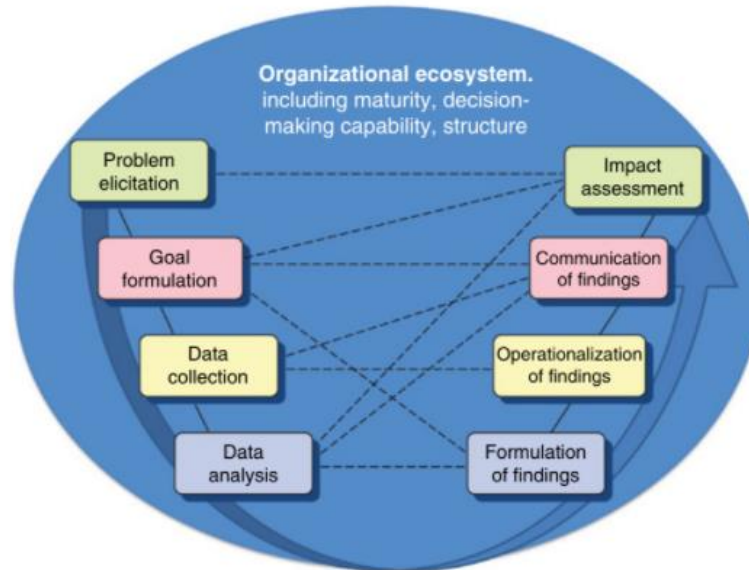 Organizational ecosystem.
including maturity, decision-
making capability, structure
Problem
elicitation
Impact
assessment
Goal
formulation
Communication
of findings
Data
collection
Operationalization
of findings
Data
analysis
Formulation
of findings